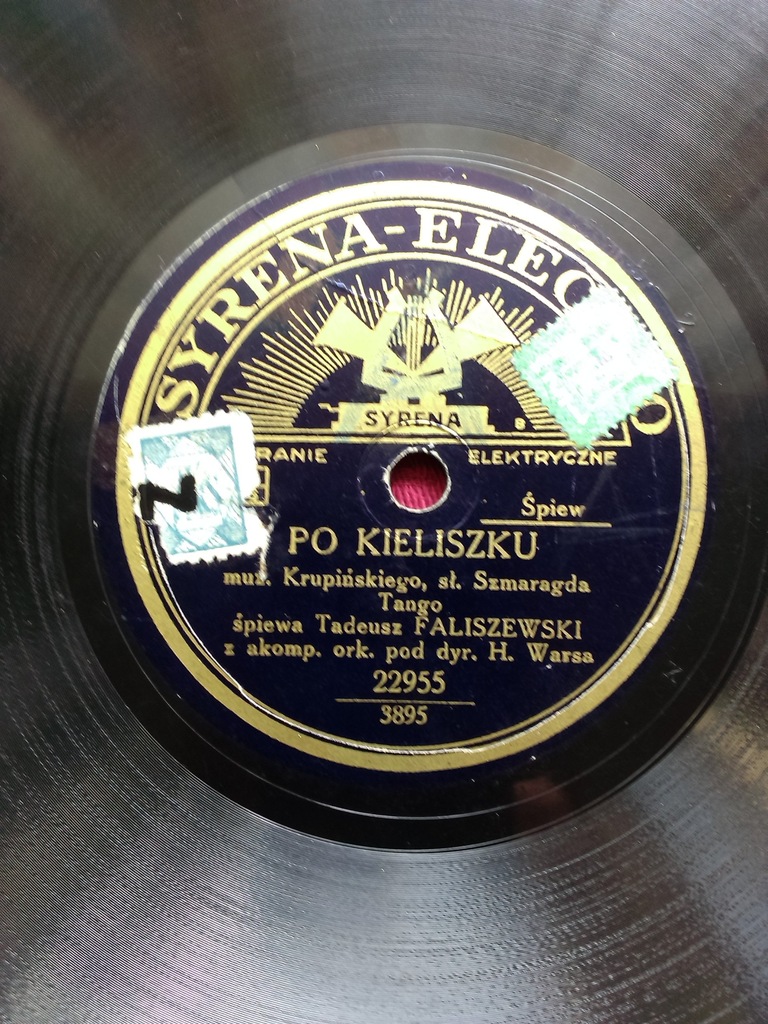 SYRENA-ELEC O
SYRENA
RANIE ELEKTRYCZNE
Śpiew
PO KIELISZKU
muz. Krupińskiego, sł. Szmaragda
Tango
śpiewa Tadeusz FALISZEWSKI
z akomp. ork. pod dyr. H. Warsa
22955
3895